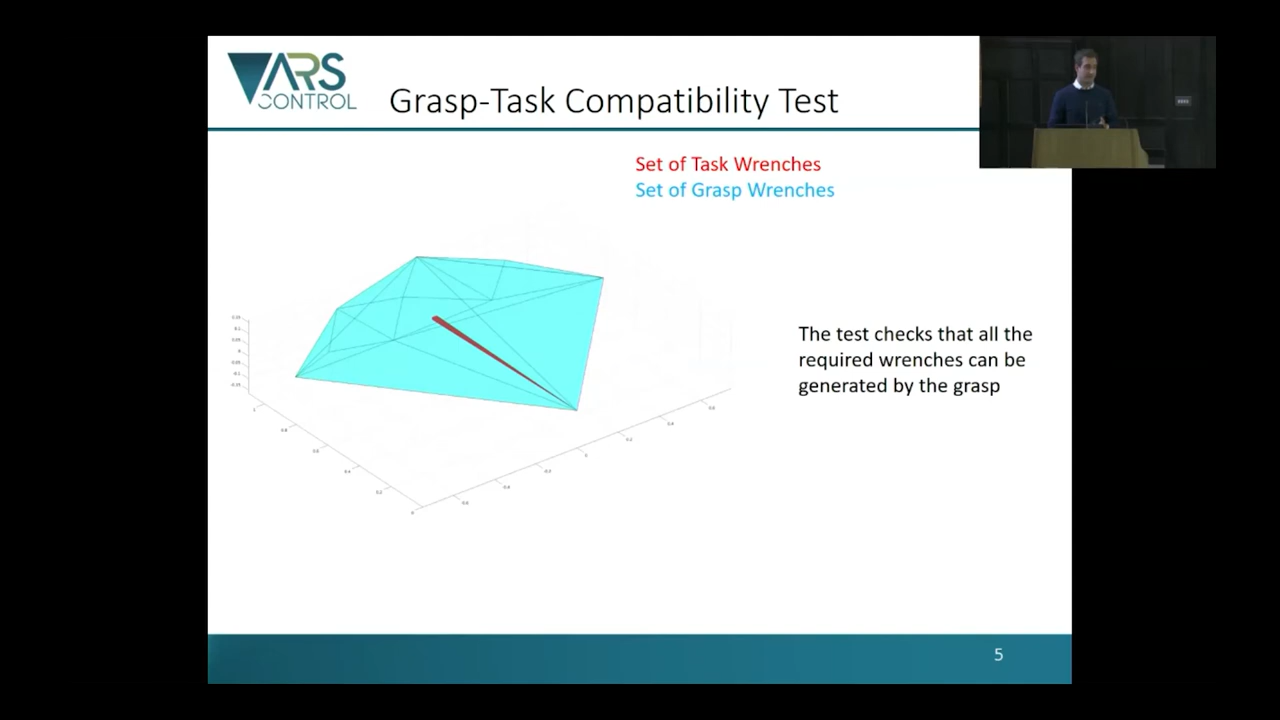 ARS
CONTROL
Grasp-Task Compatibility Test
Set of Task Wrenches
Set of Grasp Wrenches
The test checks that all the
required wrenches can be
generated by the grasp
5